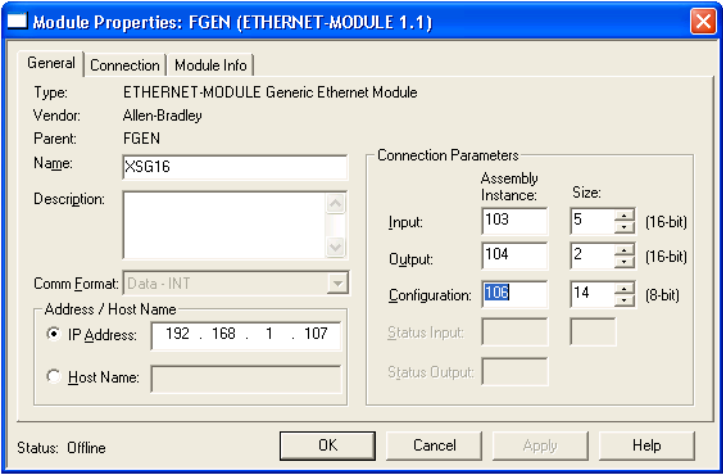 Module Properties: FGEN (ETHERNET-MODULE 1.1)
General Connection Module Info
Type: ETHERNET-MODULE Generic Ethernet Module
Vendor: Allen-Bradley
Parent: FGEN
Name: XSG16
Description:
Comm Format: Data - INT
Address / Host Name
IP Address: 192 . 168 . 1 . 107
Host Name:
Connection Parameters
Assembly
Instance: Size:
Input: 103 5 (16-bit)
Output: 104 2 (16-bit)
Configuration: 106 14 (8-bit)
Status Input:
Status Output:
Status: Offline OK Cancel Apply Help